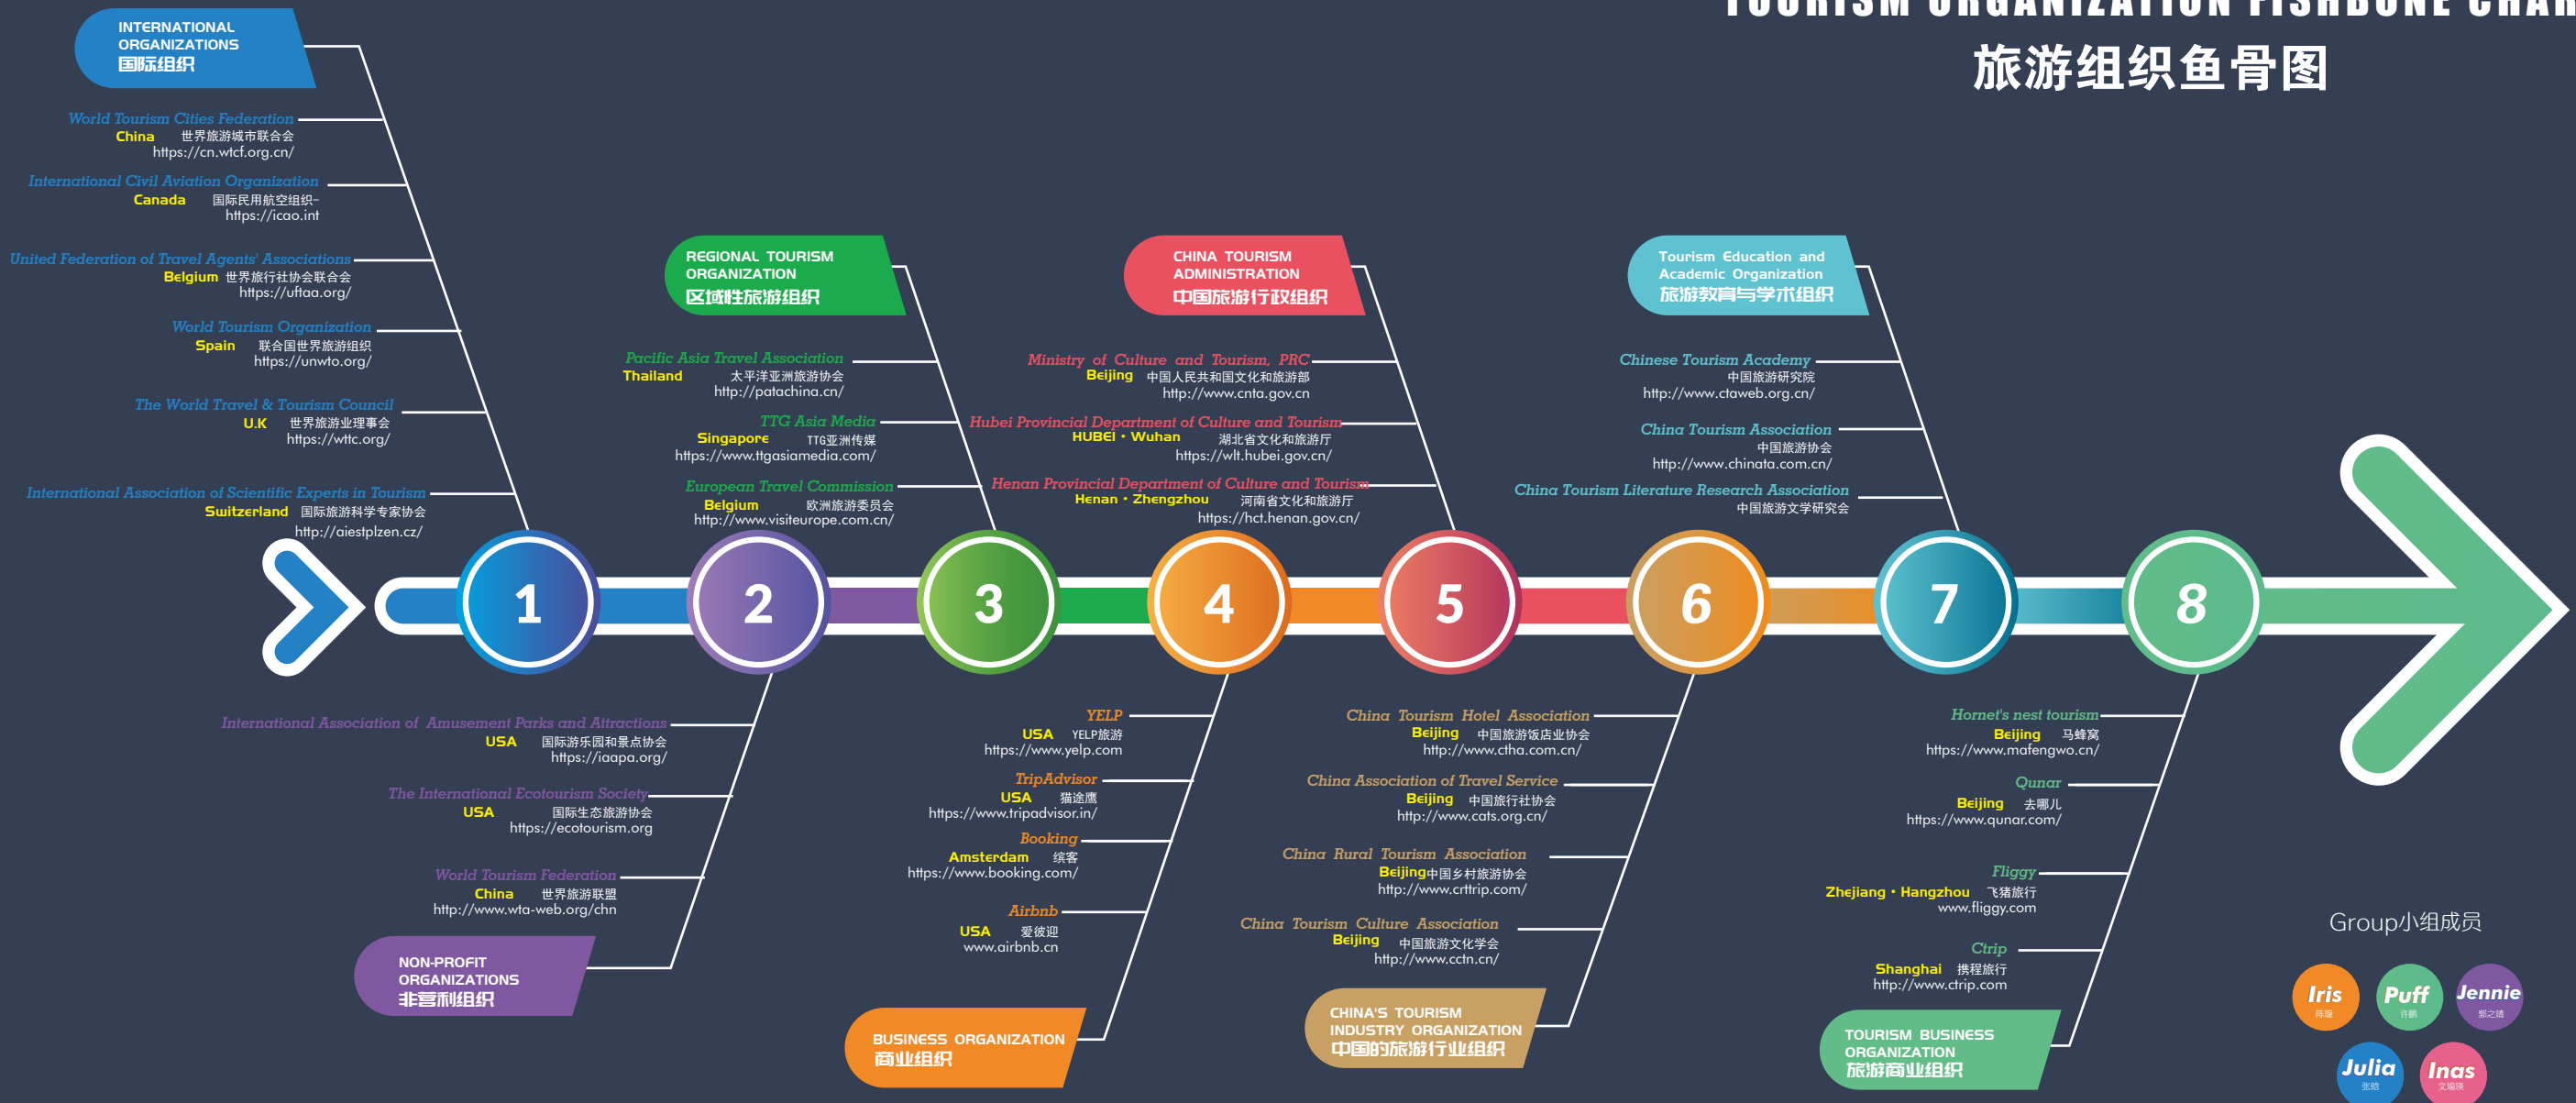 TOURISM ORGANIZATION FISHBONE CHAR
旅游组织鱼骨图
INTERNATIONAL
ORGANIZATIONS
国际组织
World Tourism Cities Federation
China 世界旅游城市联合会
https://cn.wtcf.org.cn/
International Civil Aviation Organization
Canada 国际民用航空组织-
https://icao.int
United Federation of Travel Agents' Associations
Belgium 世界旅行社协会联合会
https://uftaa.org/
World Tourism Organization
Spain 联合国世界旅游组织
https://unwto.org/
The World Travel & Tourism Council
U.K 世界旅游业理事会
https://wttc.org/
International Association of Scientific Experts in Tourism
Switzerland 国际旅游科学专家协会
http://aiestplzen.cz/
REGIONAL TOURISM
ORGANIZATION
区域性旅游组织
Pacific Asia Travel Association
Thailand 太平洋亚洲旅游协会
http://patachina.cn/
TTG Asia Media
Singapore TTG亚洲传媒
https://www.ttgasiamedia.com/
European Travel Commission
Belgium 欧洲旅游委员会
http://www.visiteurope.com.cn/
CHINA TOURISM
ADMINISTRATION
中国旅游行政组织
Ministry of Culture and Tourism, PRC
Beijing 中国人民共和国文化和旅游部
http://www.cnta.gov.cn
Hubei Provincial Department of Culture and Tourism
HUBEI·Wuhan 湖北省文化和旅游厅
https://wlt.hubei.gov.cn/
Henan Provincial Department of Culture and Tourism
Henan·Zhengzhou 河南省文化和旅游厅
https://hct.henan.gov.cn/
Tourism Education and
Academic Organization
旅游教育与学术组织
Chinese Tourism Academy
中国旅游研究院
http://www.ctaweb.org.cn/
China Tourism Association
中国旅游协会
http://www.chinata.com.cn/
China Tourism Literature Research Association
中国旅游文学研究会
1 2 3 4 5 6 7 8
International Association of Amusement Parks and Attractions
USA 国际游乐园和景点协会
https://iaapa.org/
The International Ecotourism Society
USA 国际生态旅游协会
https://ecotourism.org
World Tourism Federation
China 世界旅游联盟
http://www.wta-web.org/chn
NON-PROFIT
ORGANIZATIONS
非营利组织
YELP
USA YELP旅游
https://www.yelp.com
TripAdvisor
USA 猫途鹰
https://www.tripadvisor.in/
Booking
Amsterdam 缤客
https://www.booking.com/
Airbnb
USA 爱彼迎
www.airbnb.cn
BUSINESS ORGANIZATION
商业组织
China Tourism Hotel Association
Beijing 中国旅游饭店业协会
http://www.ctha.com.cn/
China Association of Travel Service
Beijing 中国旅行社协会
http://www.cats.org.cn/
China Rural Tourism Association
Beijing中国乡村旅游协会
http://www.crttrip.com/
China Tourism Culture Association
Beijing 中国旅游文化学会
http://www.cctn.cn/
CHINA'S TOURISM
INDUSTRY ORGANIZATION
中国的旅游行业组织
Hornet's nest tourism
Beijing 马蜂窝
https://www.mafengwo.cn/
Qunar
Beijing 去哪儿
https://www.qunar.com/
Fliggy
Zhejiang·Hangzhou 飞猪旅行
www.fliggy.com
Ctrip
Shanghai 携程旅行
http://www.ctrip.com
TOURISM BUSINESS
ORGANIZATION
旅游商业组织
Group小组成员
Iris
陈璇
Puff
许鹏
Jennie
郭之靖
Julia
张晗
Inas